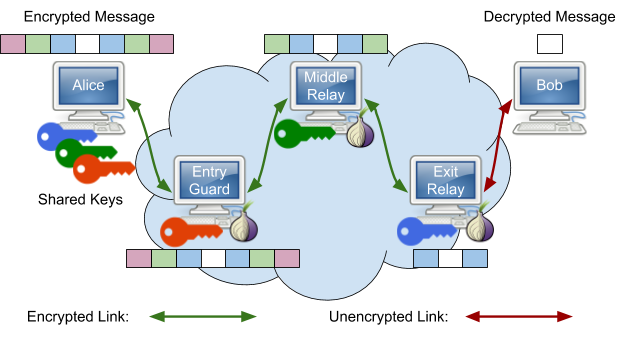 Encrypted Message
Decrypted Message
Alice
Middle
Relay
Bob
Entry
Guard
Exit
Relay
Shared Keys
Encrypted Link:
Unencrypted Link: